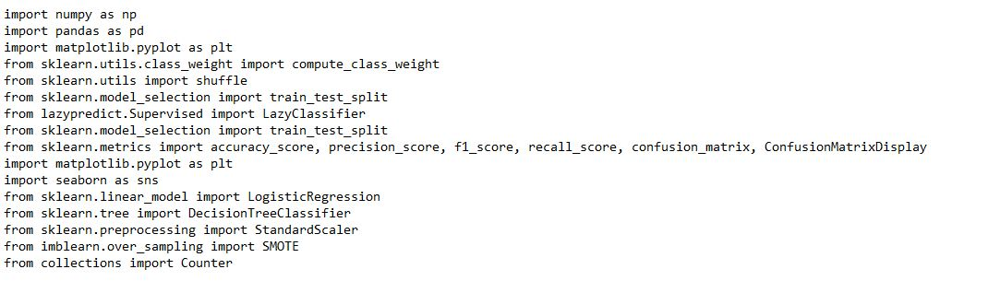 import numpy as np
import pandas as pd
import matplotlib.pyplot as plt
from sklearn.utils.class_weight import compute_class_weight
from sklearn.utils import shuffle
from sklearn.model_selection import train_test_split
from lazypredict.Supervised import LazyClassifier
from sklearn.model_selection import train_test_split
from sklearn.metrics import accuracy_score, precision_score, f1_score, recall_score, confusion_matrix, ConfusionMatrixDisplay
import matplotlib.pyplot as plt
import seaborn as sns
from sklearn.linear_model import LogisticRegression
from sklearn.tree import DecisionTreeClassifier
from sklearn.preprocessing import StandardScaler
from imblearn.over_sampling import SMOTE
from collections import Counter